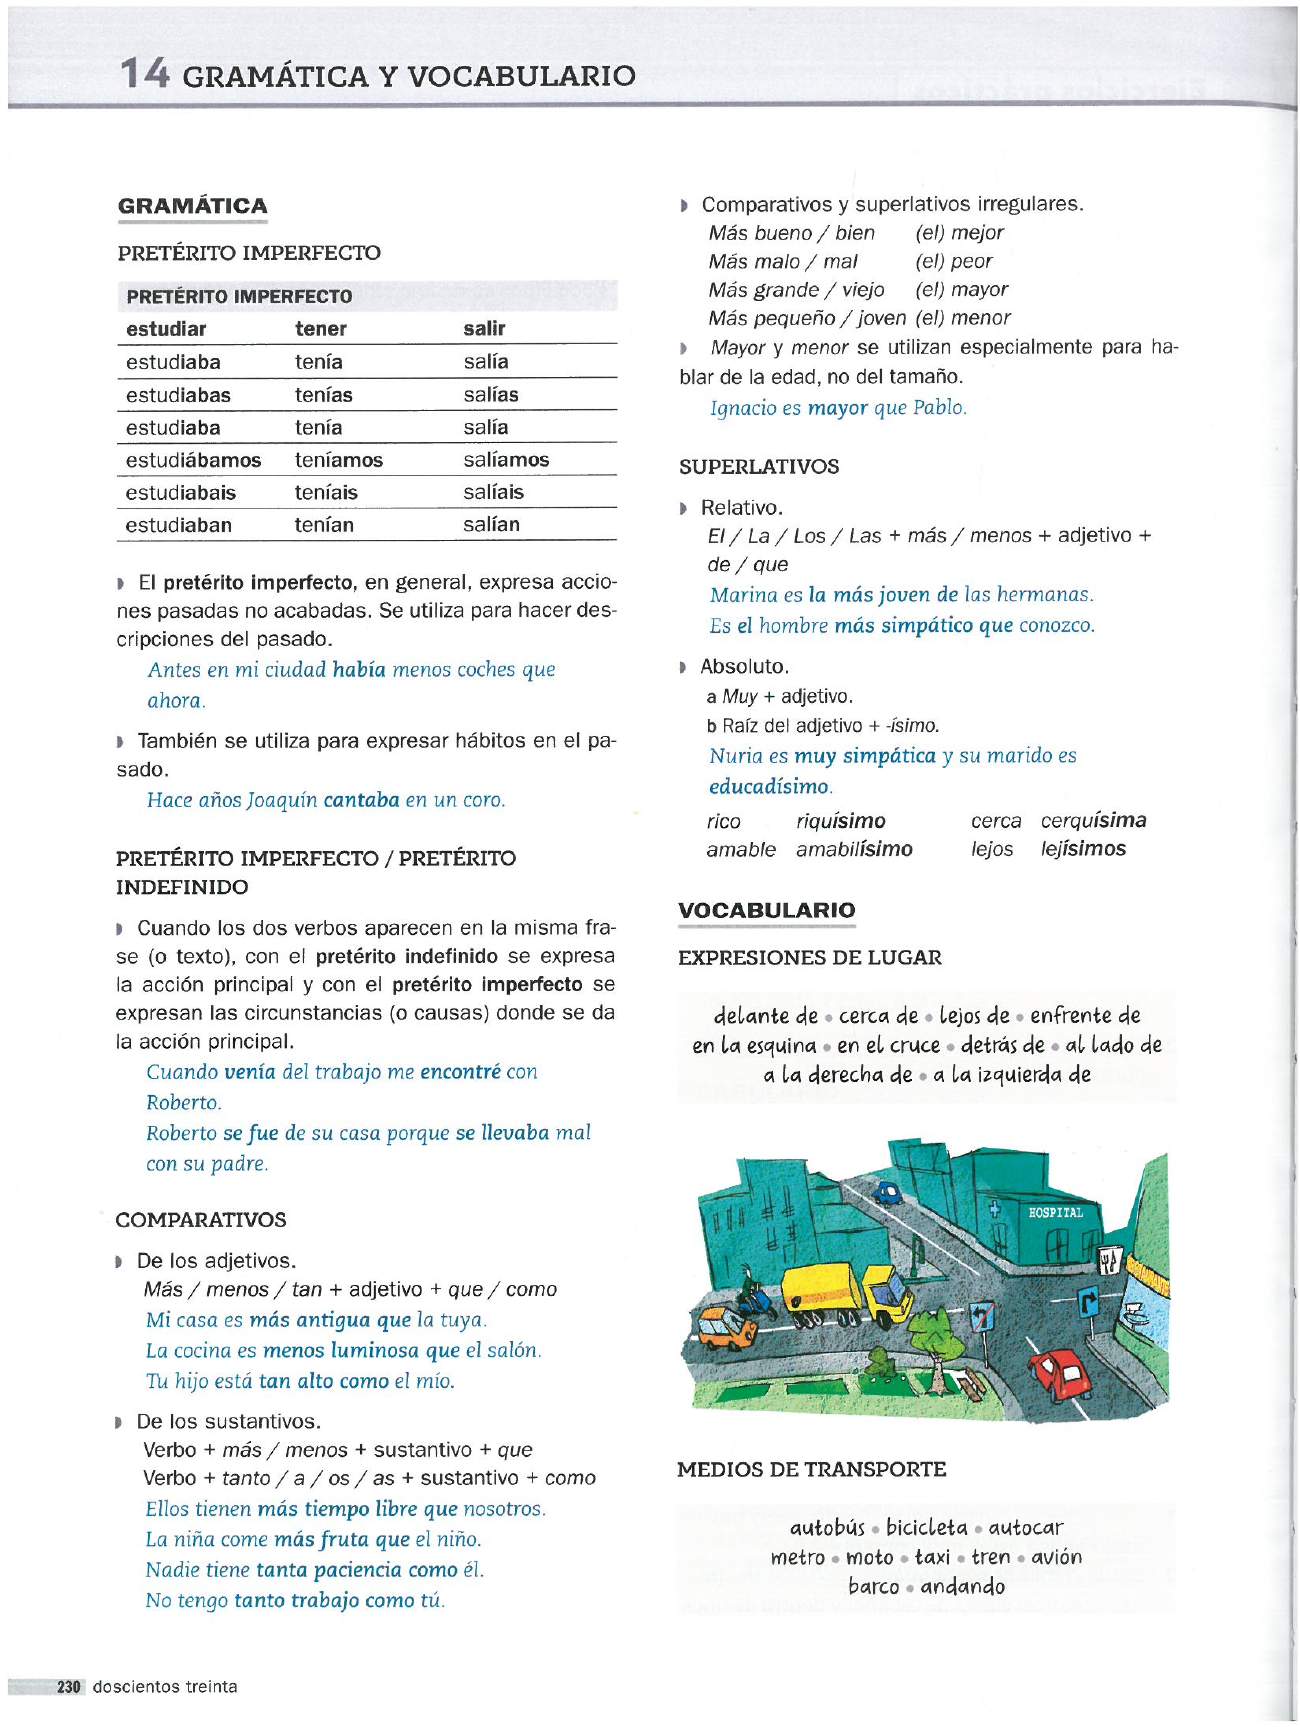 14 GRAMÁTICA Y VOCABULARIO
GRAMÁTICA
PRETÉRITO IMPERFECTO
PRETÉRITO IMPERFECTO
estudiar tener salir
estudiaba tenía salía
estudiabas tenías salías
estudiaba tenía salía
estudiábamos teníamos salíamos
estudiabais teníais salíais
estudiaban tenían salían
El pretérito imperfecto, en general, expresa accio-
nes pasadas no acabadas. Se utiliza para hacer des-
cripciones del pasado.
Antes en mi ciudad había menos coches que
ahora.
También se utiliza para expresar hábitos en el pa-
sado.
Hace años Joaquín cantaba en un coro.
PRETÉRITO IMPERFECTO / PRETÉRITO
INDEFINIDO
Cuando los dos verbos aparecen en la misma fra-
se (o texto), con el pretérito indefinido se expresa
la acción principal y con el pretérito imperfecto se
expresan las circunstancias (o causas) donde se da
la acción principal.
Cuando venía del trabajo me encontré con
Roberto.
Roberto se fue de su casa porque se llevaba mal
con su padre.
COMPARATIVOS
De los adjetivos.
Más / menos / tan + adjetivo + que / como
Mi casa es más antigua que la tuya.
La cocina es menos luminosa que el salón.
Tu hijo está tan alto como el mío.
De los sustantivos.
Verbo + más / menos + sustantivo + que
Verbo + tanto / a / os / as + sustantivo + como
Ellos tienen más tiempo libre que nosotros.
La niña come más fruta que el niño.
Nadie tiene tanta paciencia como él.
No tengo tanto trabajo como tú.
Comparativos y superlativos irregulares.
Más bueno / bien (el) mejor
Más malo / mal (el) peor
Más grande / viejo (el) mayor
Más pequeño / joven (el) menor
Mayor y menor se utilizan especialmente para ha-
blar de la edad, no del tamaño.
Ignacio es mayor que Pablo.
SUPERLATIVOS
Relativo.
El / La / Los / Las + más / menos + adjetivo +
de / que
Marina es la más joven de las hermanas.
Es el hombre más simpático que conozco.
Absoluto.
a Muy + adjetivo.
b Raíz del adjetivo + -ísimo.
Nuria es muy simpática y su marido es
educadísimo.
rico riquísimo cerca cerquísima
amable amabilísimo lejos lejísimos
VOCABULARIO
EXPRESIONES DE LUGAR
delante de • cerca de • lejos de • enfrente de
en la esquina • en el cruce • detrás de • al lado de
a la derecha de • a la izquierda de
HOSPITAL
MEDIOS DE TRANSPORTE
autobús • bicicleta • autocar
metro • moto • taxi • tren • avión
barco • andando
230 doscientos treinta